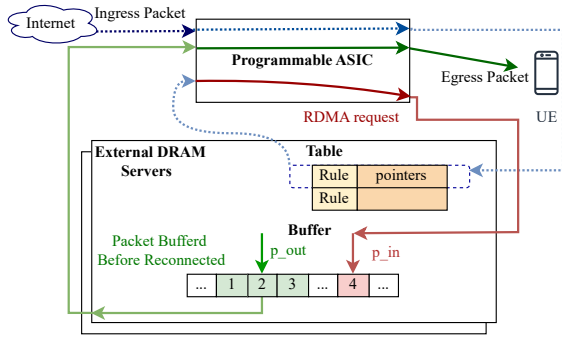 Ingress Packet
Internet
Programmable ASIC
Egress Packet
RDMA request
UE
External DRAM
Servers
Table
Rule pointers
Rule
Buffer
Packet Bufferd
Before Reconnected
p_out
p_in
... 1 2 3 ... 4 ...